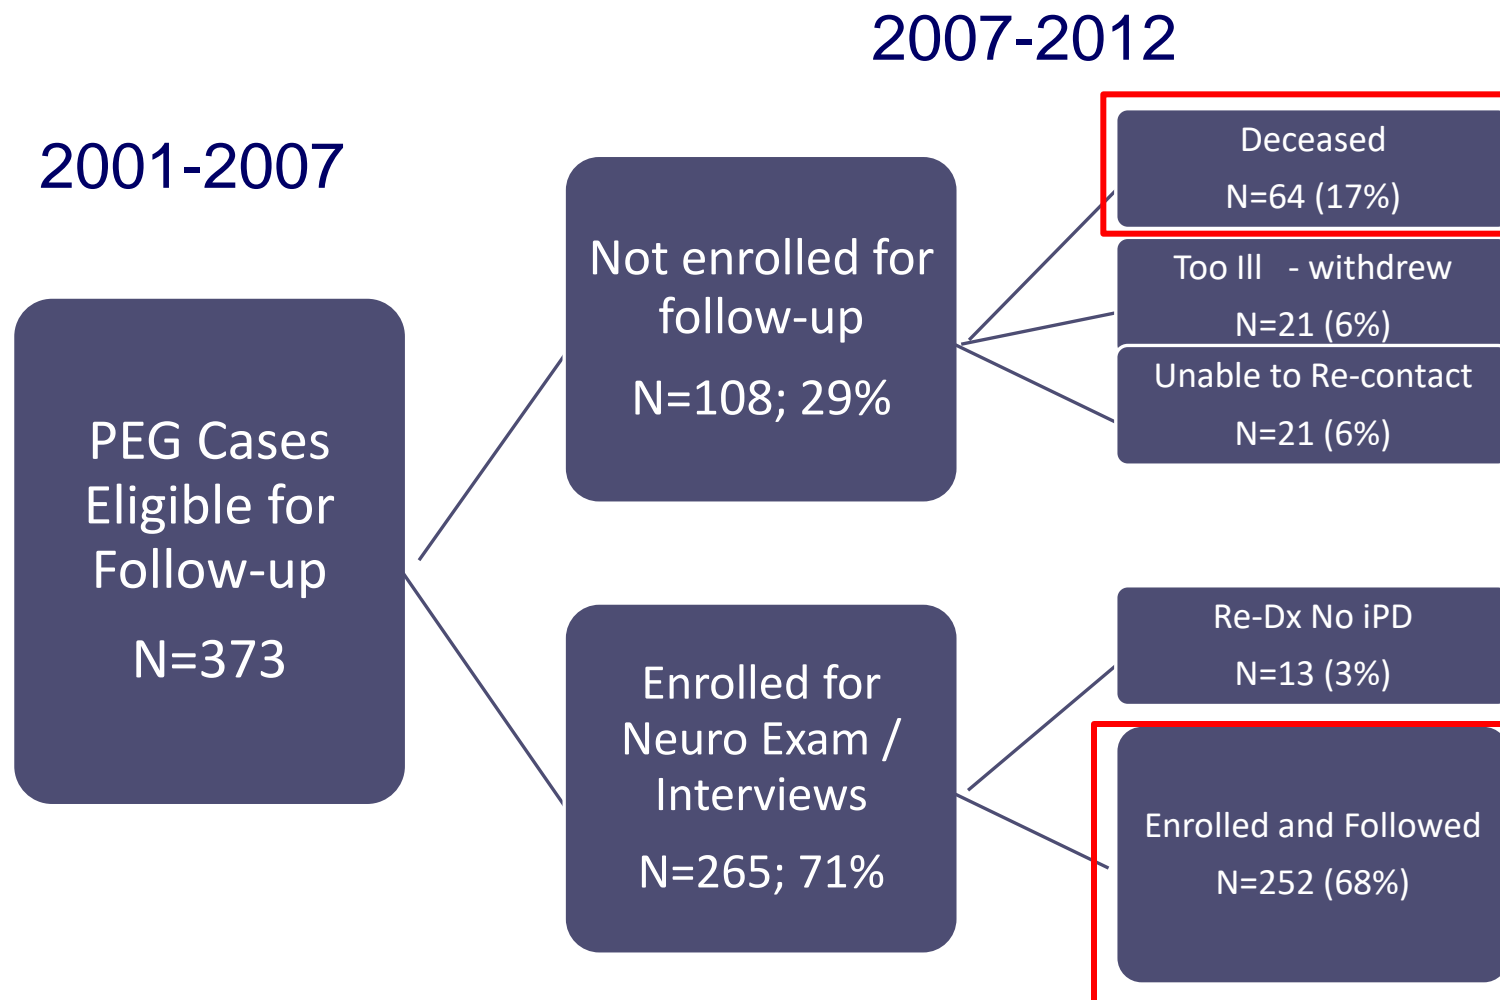 2007-2012
2001-2007
PEG Cases
Eligible for
Follow-up
N=373
Not enrolled for
follow-up
N=108; 29%
Enrolled for
Neuro Exam /
Interviews
N=265; 71%
Deceased
N=64 (17%)
Too Ill - withdrew
N=21 (6%)
Unable to Re-contact
N=21 (6%)
Re-Dx No iPD
N=13 (3%)
Enrolled and Followed
N=252 (68%)